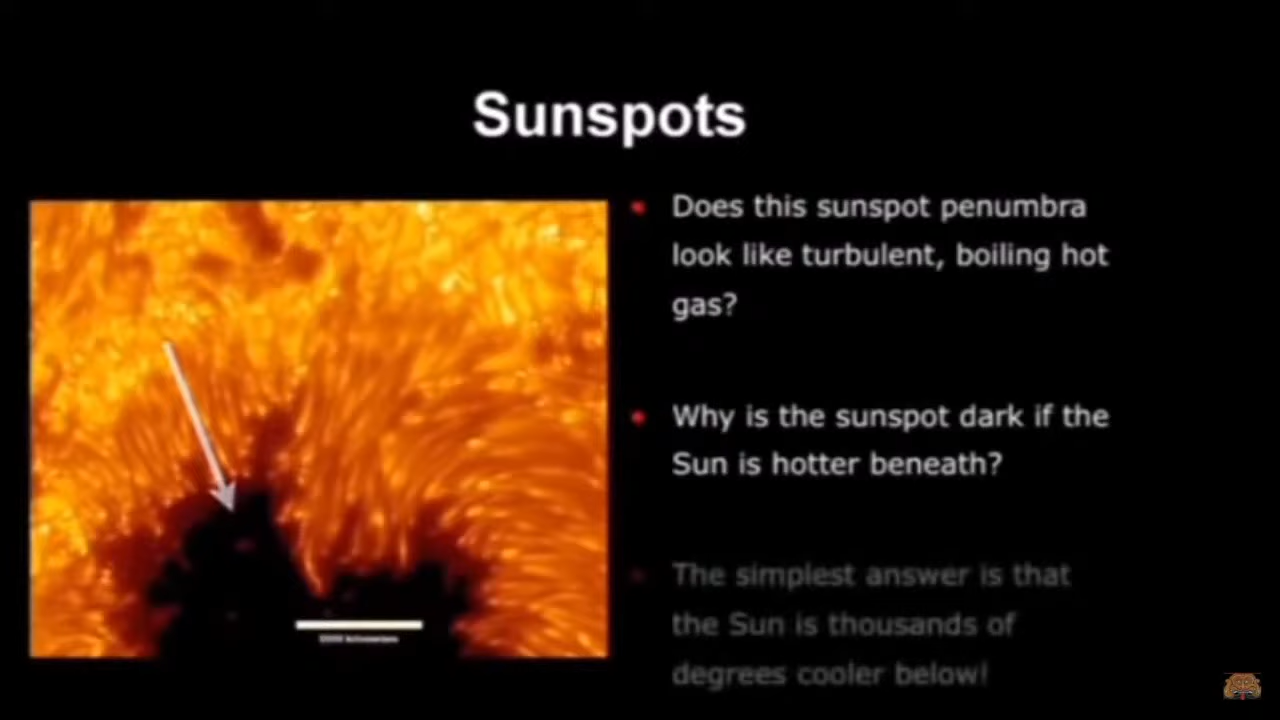 Sunspots
Does this sunspot penumbra
look like turbulent, boiling hot
gas?
Why is the sunspot dark if the
Sun is hotter beneath?
The simplest answer is that
the Sun is thousands of
degrees cooler below!